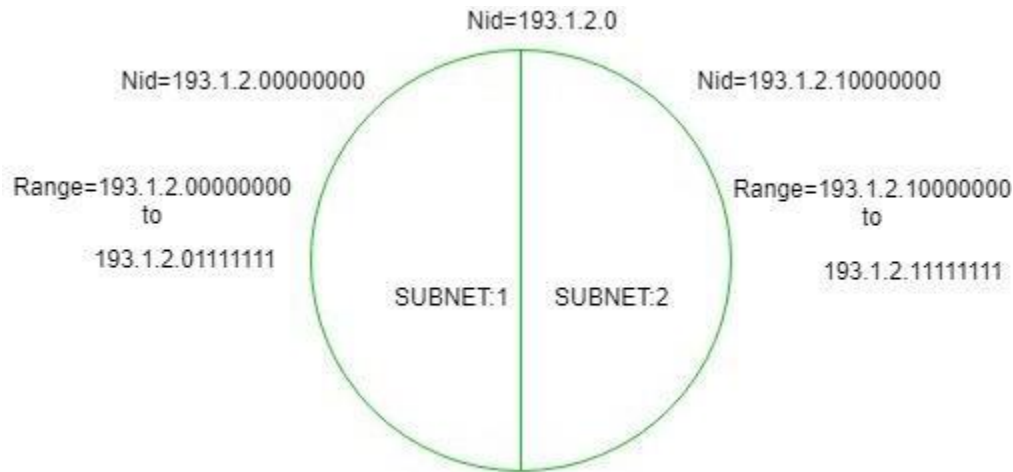 Nid=193.1.2.0
Nid=193.1.2.00000000
Nid=193.1.2.10000000
Range=193.1.2.00000000
to
193.1.2.01111111
Range=193.1.2.10000000
to
193.1.2.11111111
SUBNET:1
SUBNET:2